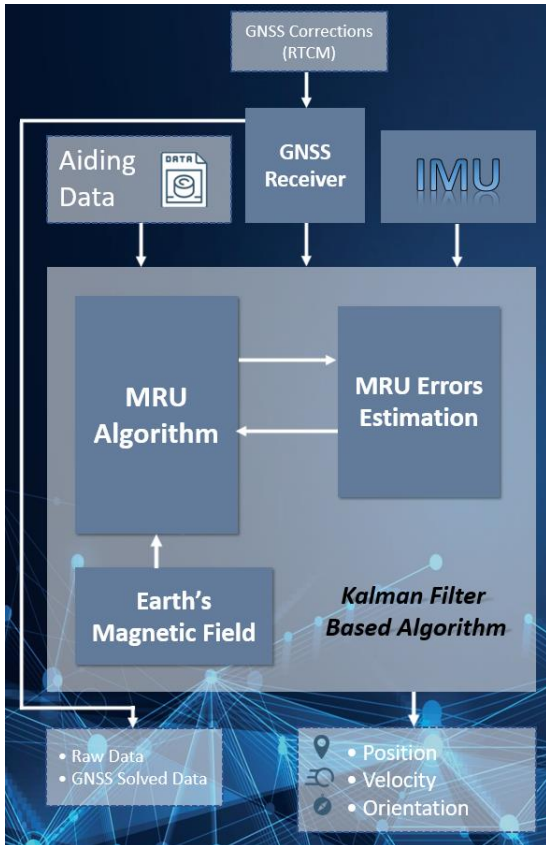 GNSS Corrections
(RTCM)
Aiding
Data
DATA
GNSS
Receiver
IMU
MRU
Algorithm
MRU Errors
Estimation
Earth's
Magnetic Field
Kalman Filter
Based Algorithm
• Raw Data
• GNSS Solved Data
• Position
• Velocity
• Orientation